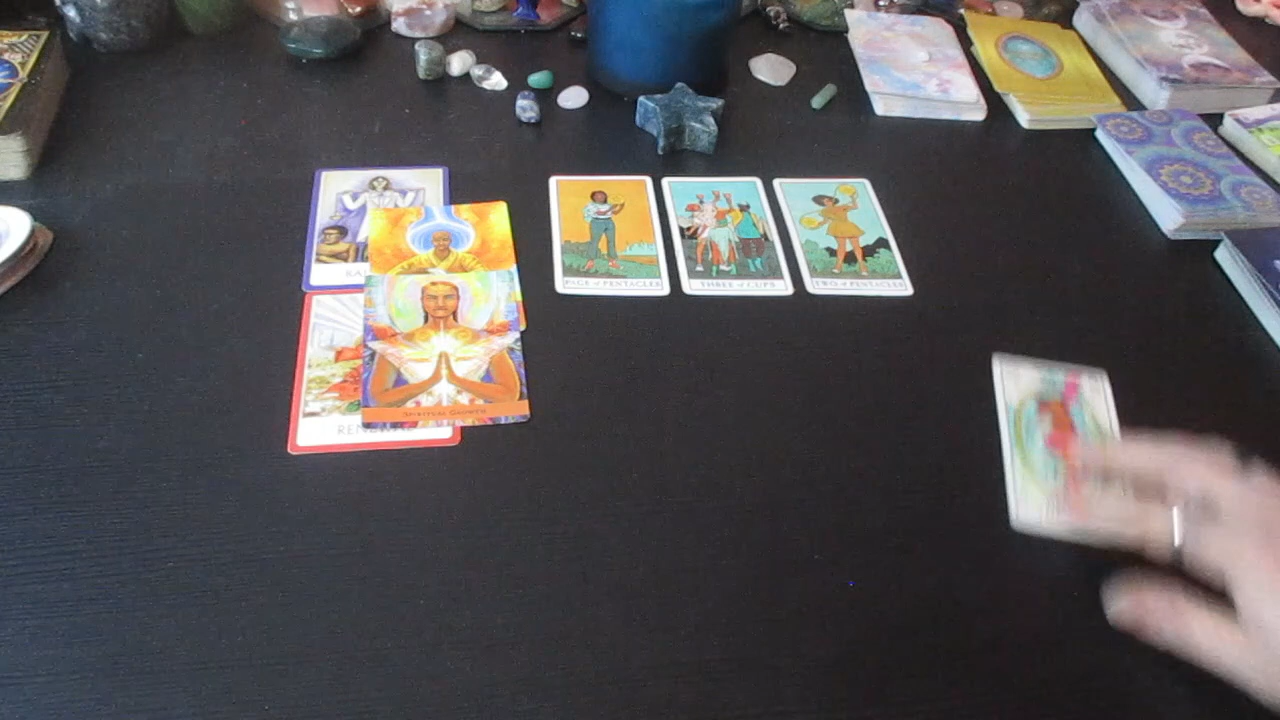 PAGE of PENTACLES
THREE of CUPS
TWO of PENTACLES
SPIRITUAL GROWTH